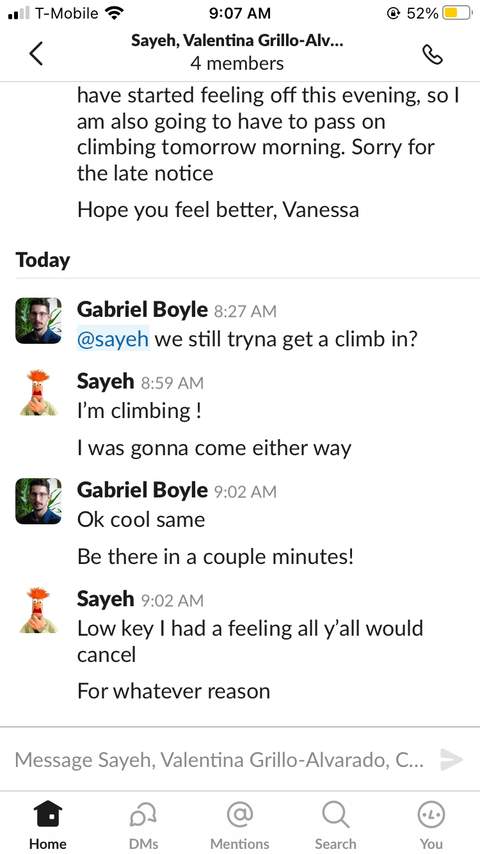 T-Mobile 9:07 AM 52%
Sayeh, Valentina Grillo-Alv...
4 members
have started feeling off this evening, so I
am also going to have to pass on
climbing tomorrow morning. Sorry for
the late notice
Hope you feel better, Vanessa
Today
Gabriel Boyle 8:27 AM
@sayeh we still tryna get a climb in?
Sayeh 8:59 AM
I'm climbing !
I was gonna come either way
Gabriel Boyle 9:02 AM
Ok cool same
Be there in a couple minutes!
Sayeh 9:02 AM
Low key I had a feeling all y'all would
cancel
For whatever reason
Message Sayeh, Valentina Grillo-Alvarado, C...
Home DMs Mentions Search You